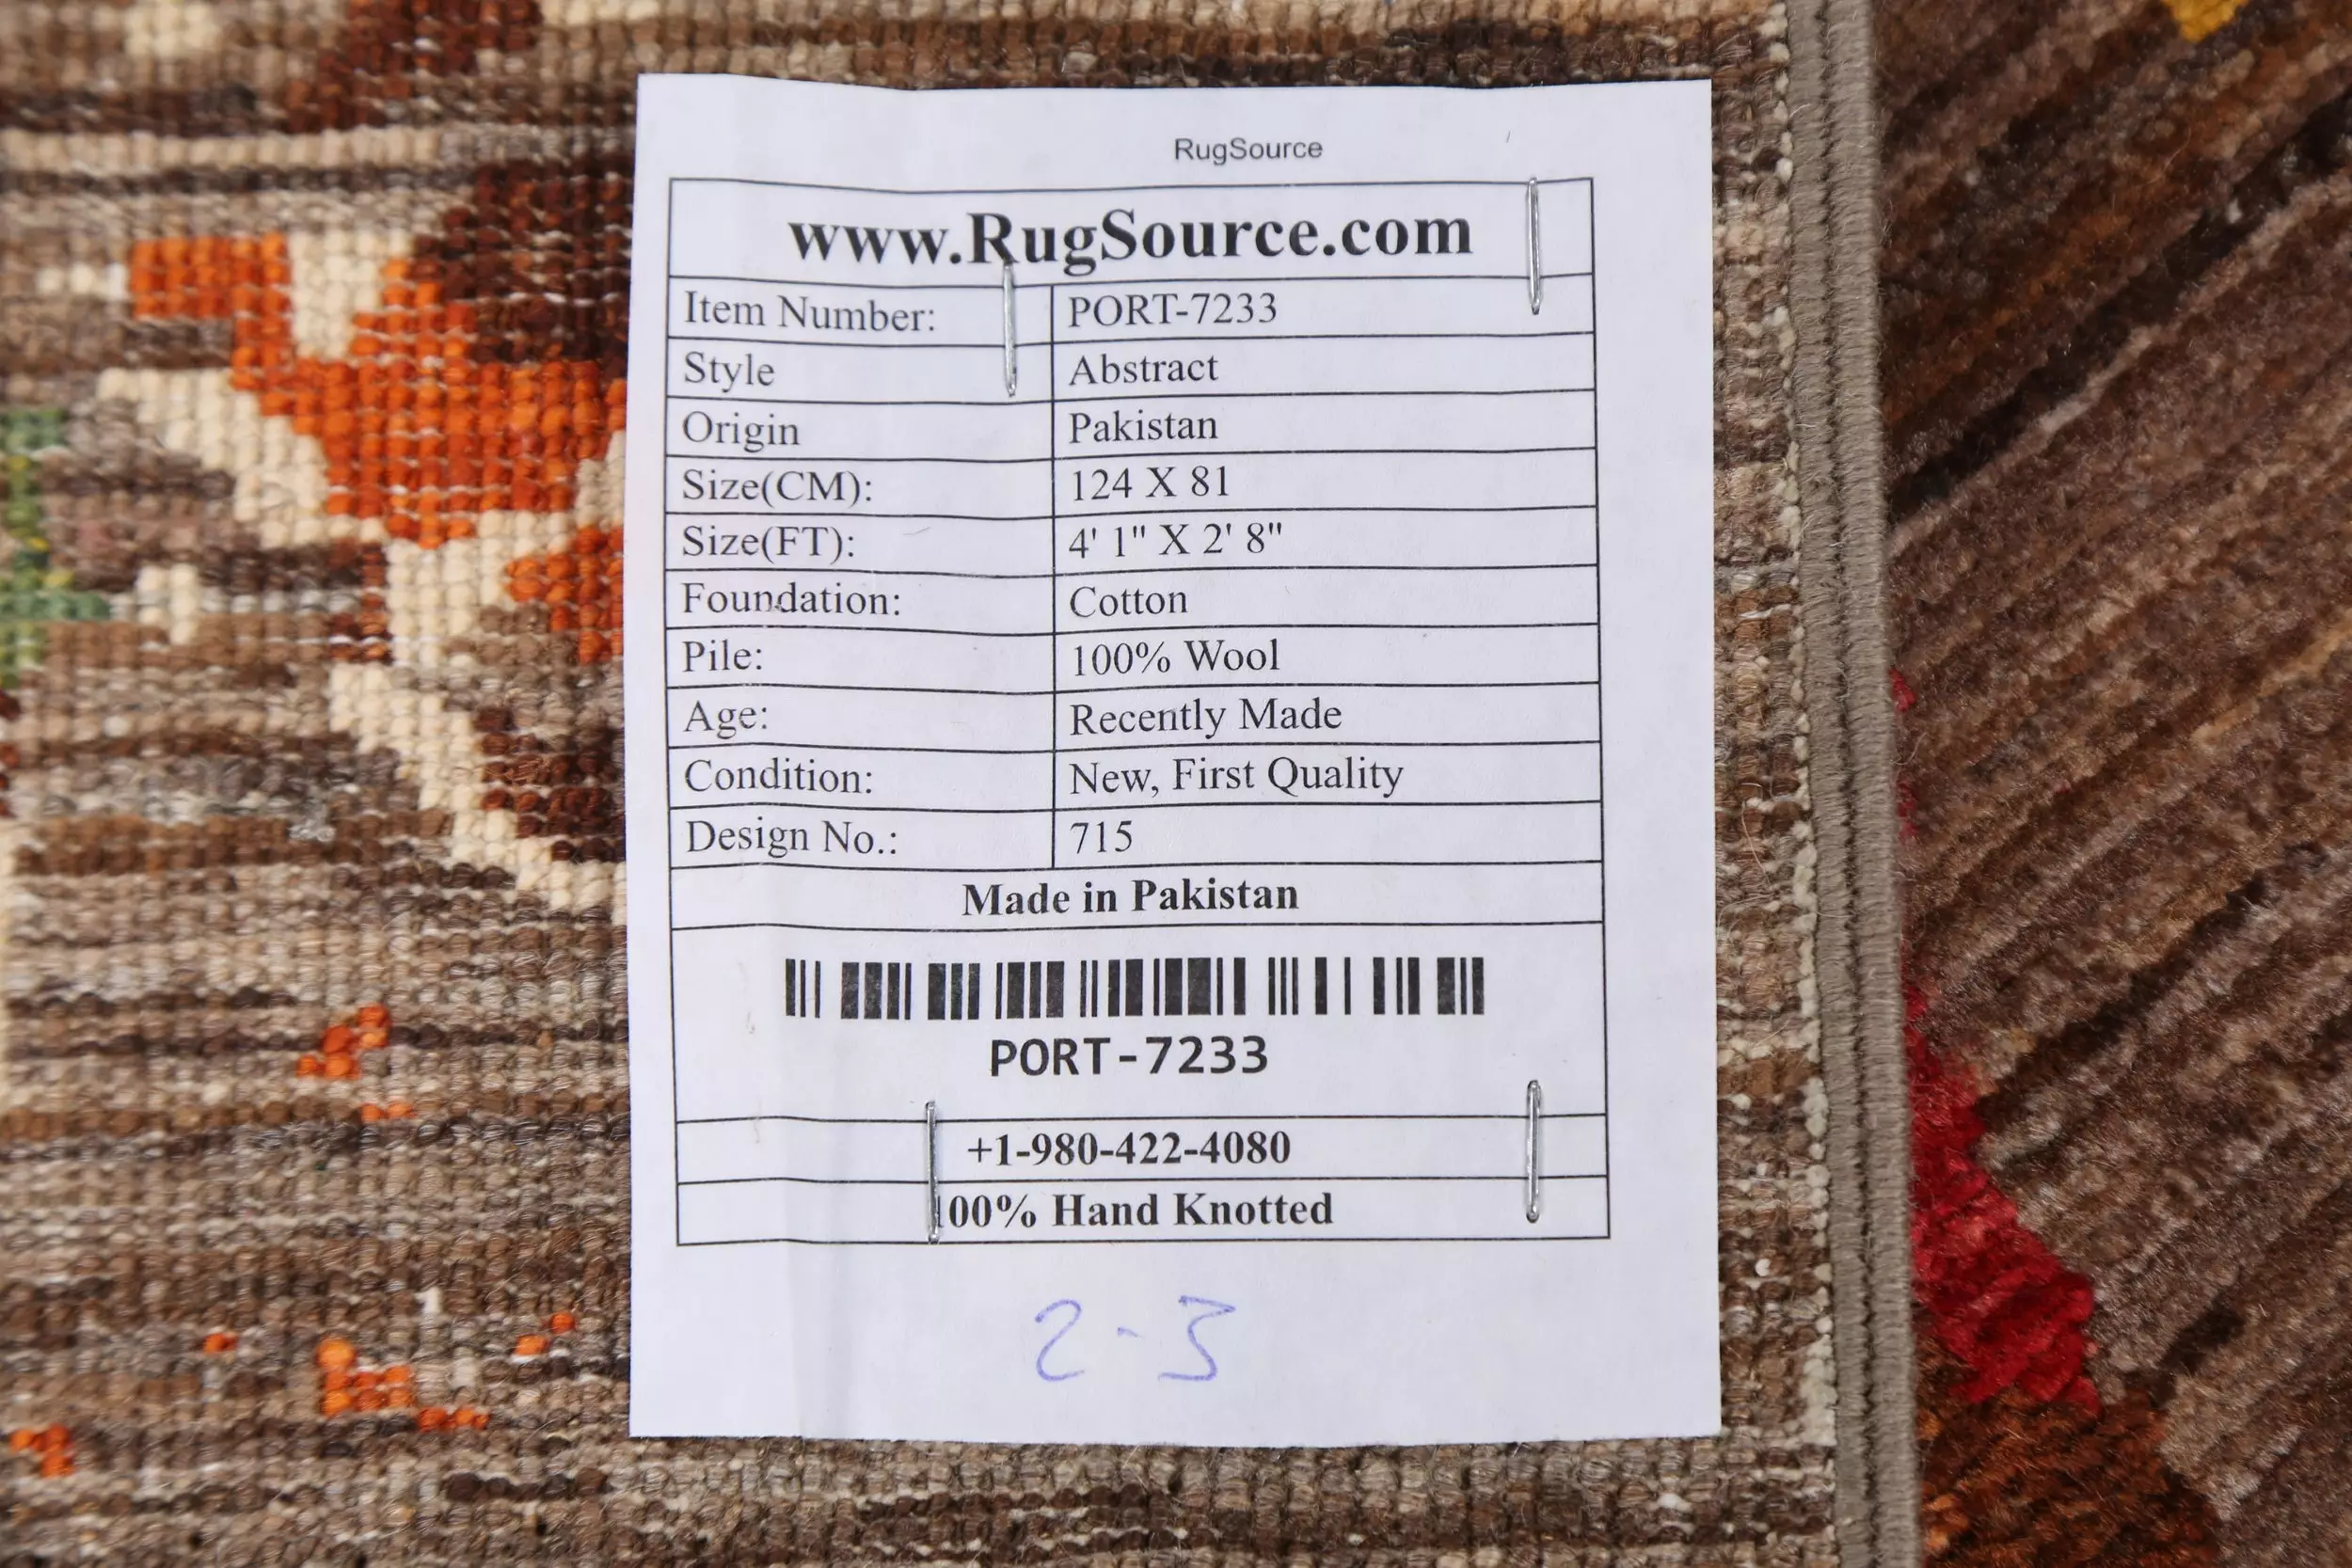 RugSource
www.RugSource.com
Item Number: PORT-7233
Style Abstract
Origin Pakistan
Size(CM): 124 X 81
Size(FT): 4' 1" X 2' 8"
Foundation: Cotton
Pile: 100% Wool
Age: Recently Made
Condition: New, First Quality
Design No.: 715
Made in Pakistan
PORT-7233
+1-980-422-4080
100% Hand Knotted
2-3